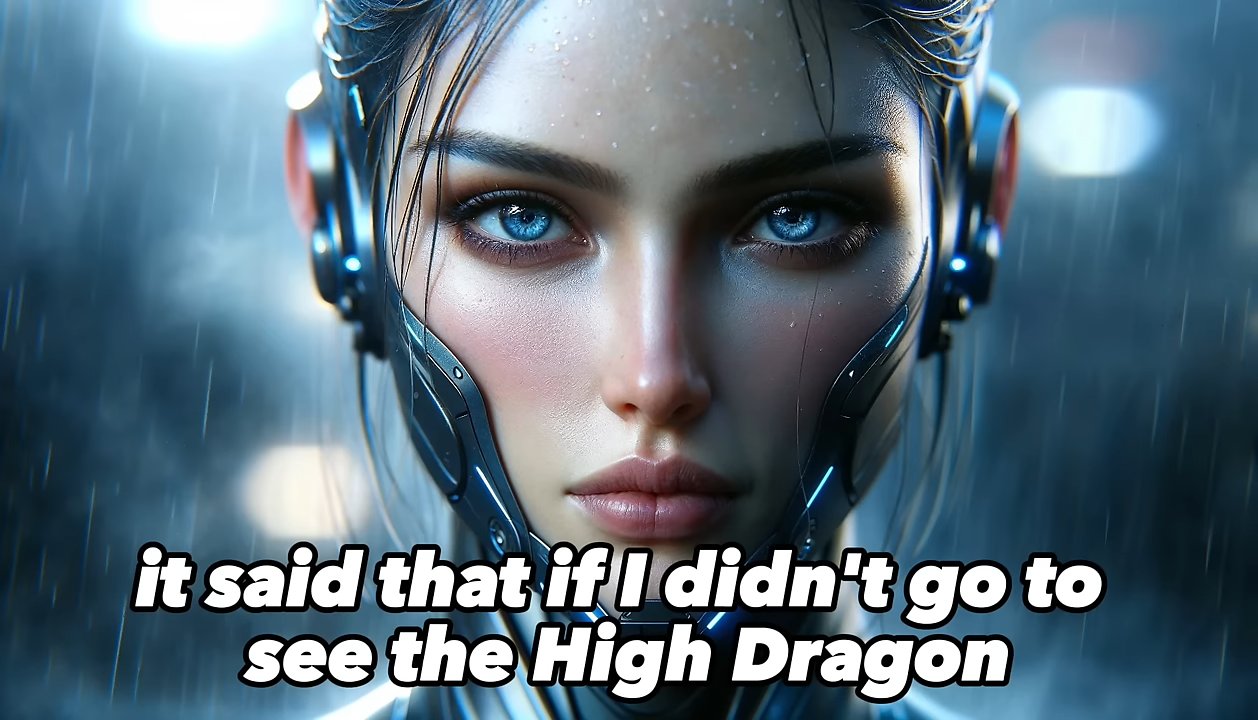 it said that if I didn't go to
see the High Dragon